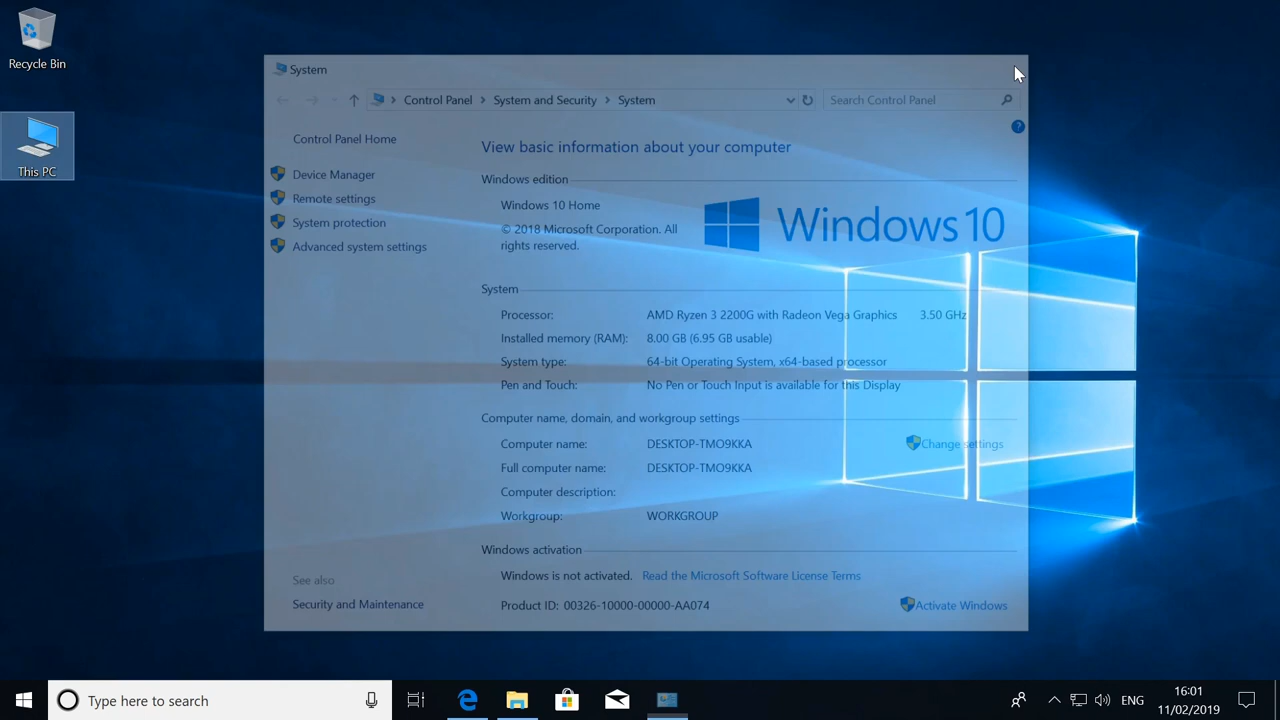 Recycle Bin
This PC
System
Control Panel
System and Security
System
Search Control Panel
Control Panel Home
Device Manager
Remote settings
System protection
Advanced system settings
See also
Security and Maintenance
View basic information about your computer
Windows edition
Windows 10 Home
© 2018 Microsoft Corporation. All
rights reserved.
Windows 10
System
Processor: AMD Ryzen 3 2200G with Radeon Vega Graphics 3.50 GHz
Installed memory (RAM): 8.00 GB (6.95 GB usable)
System type: 64-bit Operating System, x64-based processor
Pen and Touch: No Pen or Touch Input is available for this Display
Computer name, domain, and workgroup settings
Computer name: DESKTOP-TMO9KKA
Change settings
Full computer name: DESKTOP-TMO9KKA
Computer description:
Workgroup: WORKGROUP
Windows activation
Windows is not activated. Read the Microsoft Software License Terms
Product ID: 00326-10000-00000-AA074
Activate Windows
Type here to search
ENG
16:01
11/02/2019